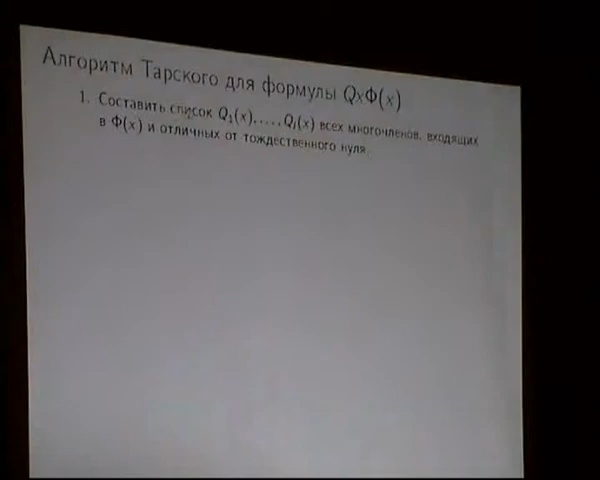 Алгоритм Тарского для формулы QxΦ(x)
1. Составить список Q₁(x),...,Qₗ(x) всех многочленов, входящих
в Φ(x) и отличных от тождественного нуля.